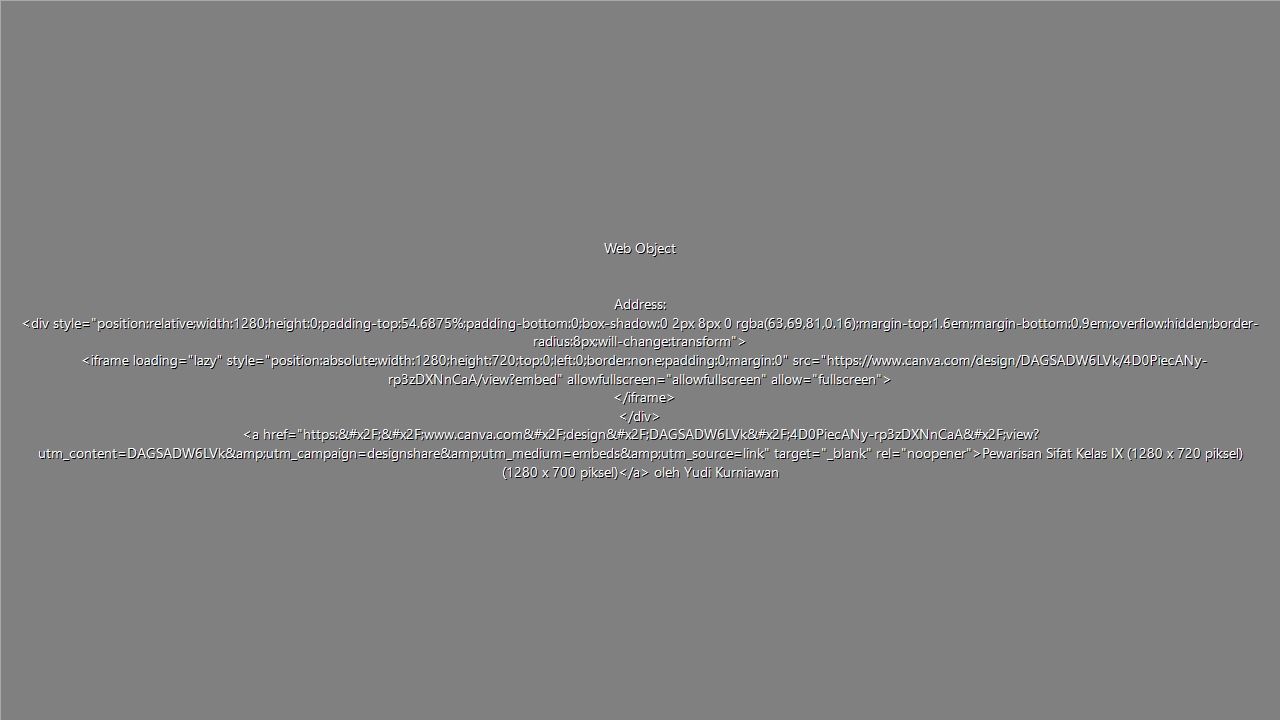 Web Object
Address:
<div style="position:relative;width:1280;height:0;padding-top:54.6875%;padding-bottom:0;box-shadow:0 2px 8px 0 rgba(63,69,81,0.16);margin-top:1.6em;margin-bottom:0.9em;overflow:hidden;border-
radius:8px;will-change:transform">
<iframe loading="lazy" style="position:absolute;width:1280;height:720;top:0;left:0;border:none;padding:0;margin:0" src="https://www.canva.com/design/DAGSADW6LVk/4D0PiecANy-
rp3zDXNnCaA/view?embed" allowfullscreen="allowfullscreen" allow="fullscreen">
</iframe>
</div>
<a href="https:&#x2F;&#x2F;www.canva.com&#x2F;design&#x2F;DAGSADW6LVk&#x2F;4D0PiecANy-rp3zDXNnCaA&#x2F;view?
utm_content=DAGSADW6LVk&amp;utm_campaign=designshare&amp;utm_medium=embeds&amp;utm_source=link" target="_blank" rel="noopener">Pewarisan Sifat Kelas IX (1280 x 720 piksel)
(1280 x 700 piksel)</a> oleh Yudi Kurniawan